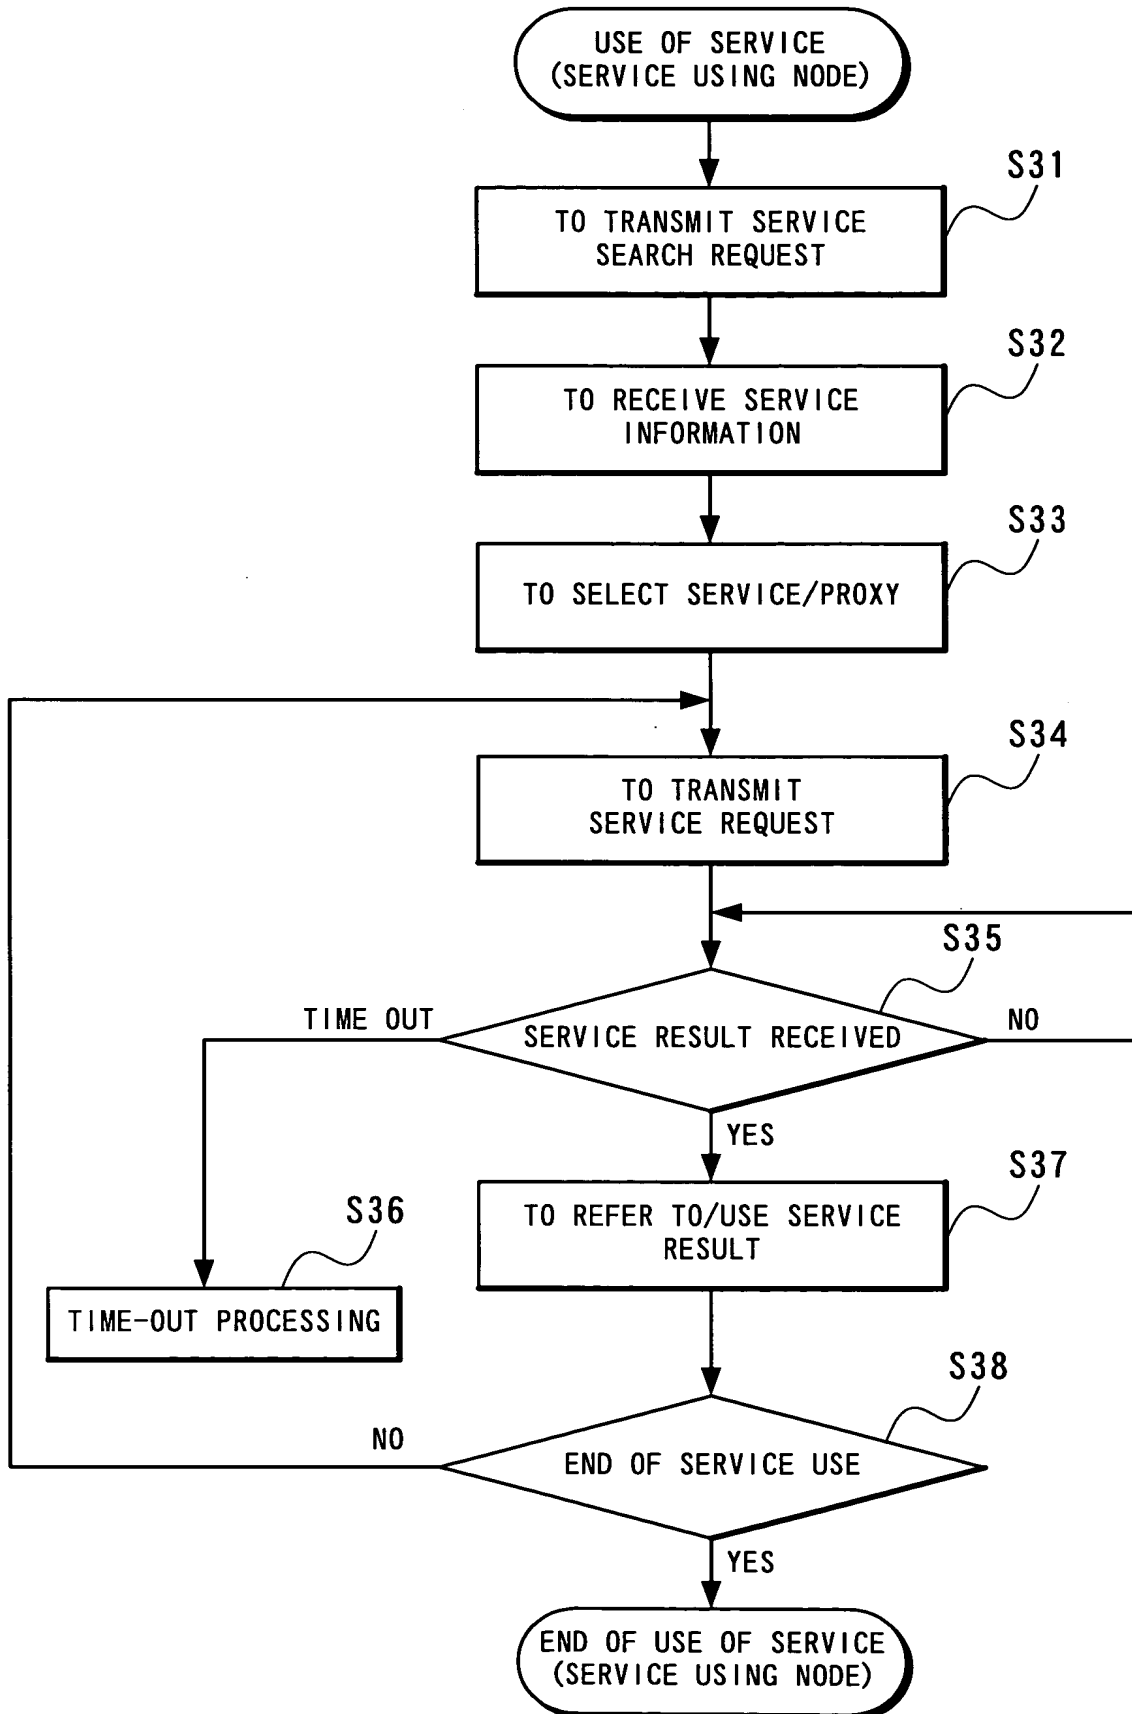 USE OF SERVICE
(SERVICE USING NODE)
S31
TO TRANSMIT SERVICE
SEARCH REQUEST
S32
TO RECEIVE SERVICE
INFORMATION
S33
TO SELECT SERVICE/PROXY
S34
TO TRANSMIT
SERVICE REQUEST
S35
TIME OUT
SERVICE RESULT RECEIVED
NO
YES
S37
TO REFER TO/USE SERVICE
RESULT
S36
TIME-OUT PROCESSING
S38
NO
END OF SERVICE USE
YES
END OF USE OF SERVICE
(SERVICE USING NODE)